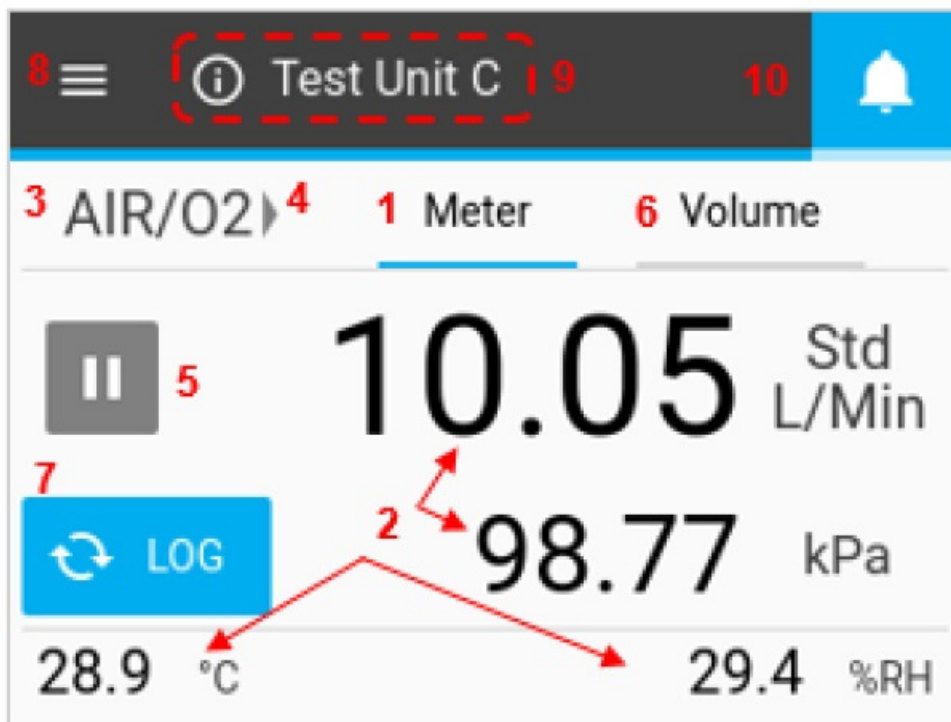 8 Test Unit C 9 10
3 AIR/O2 4 1 Meter 6 Volume
5 10.05 Std L/Min
7 LOG 2 98.77 kPa
28.9 °C 29.4 %RH